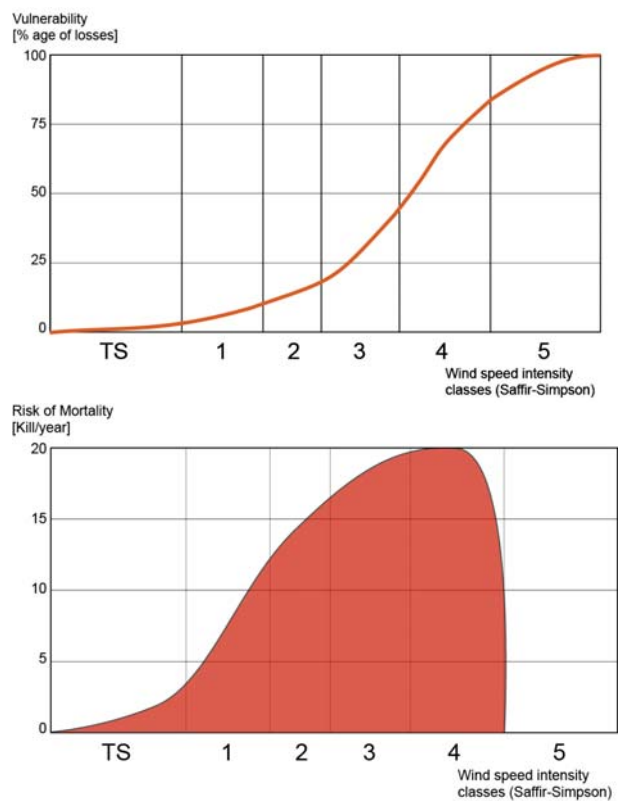 Vulnerability
[% age of losses]
100
75
50
25
0
TS 1 2 3 4 5
Wind speed intensity
classes (Saffir-Simpson)
Risk of Mortality
[Kill/year]
20
15
10
5
0
TS 1 2 3 4 5
Wind speed intensity
classes (Saffir-Simpson)